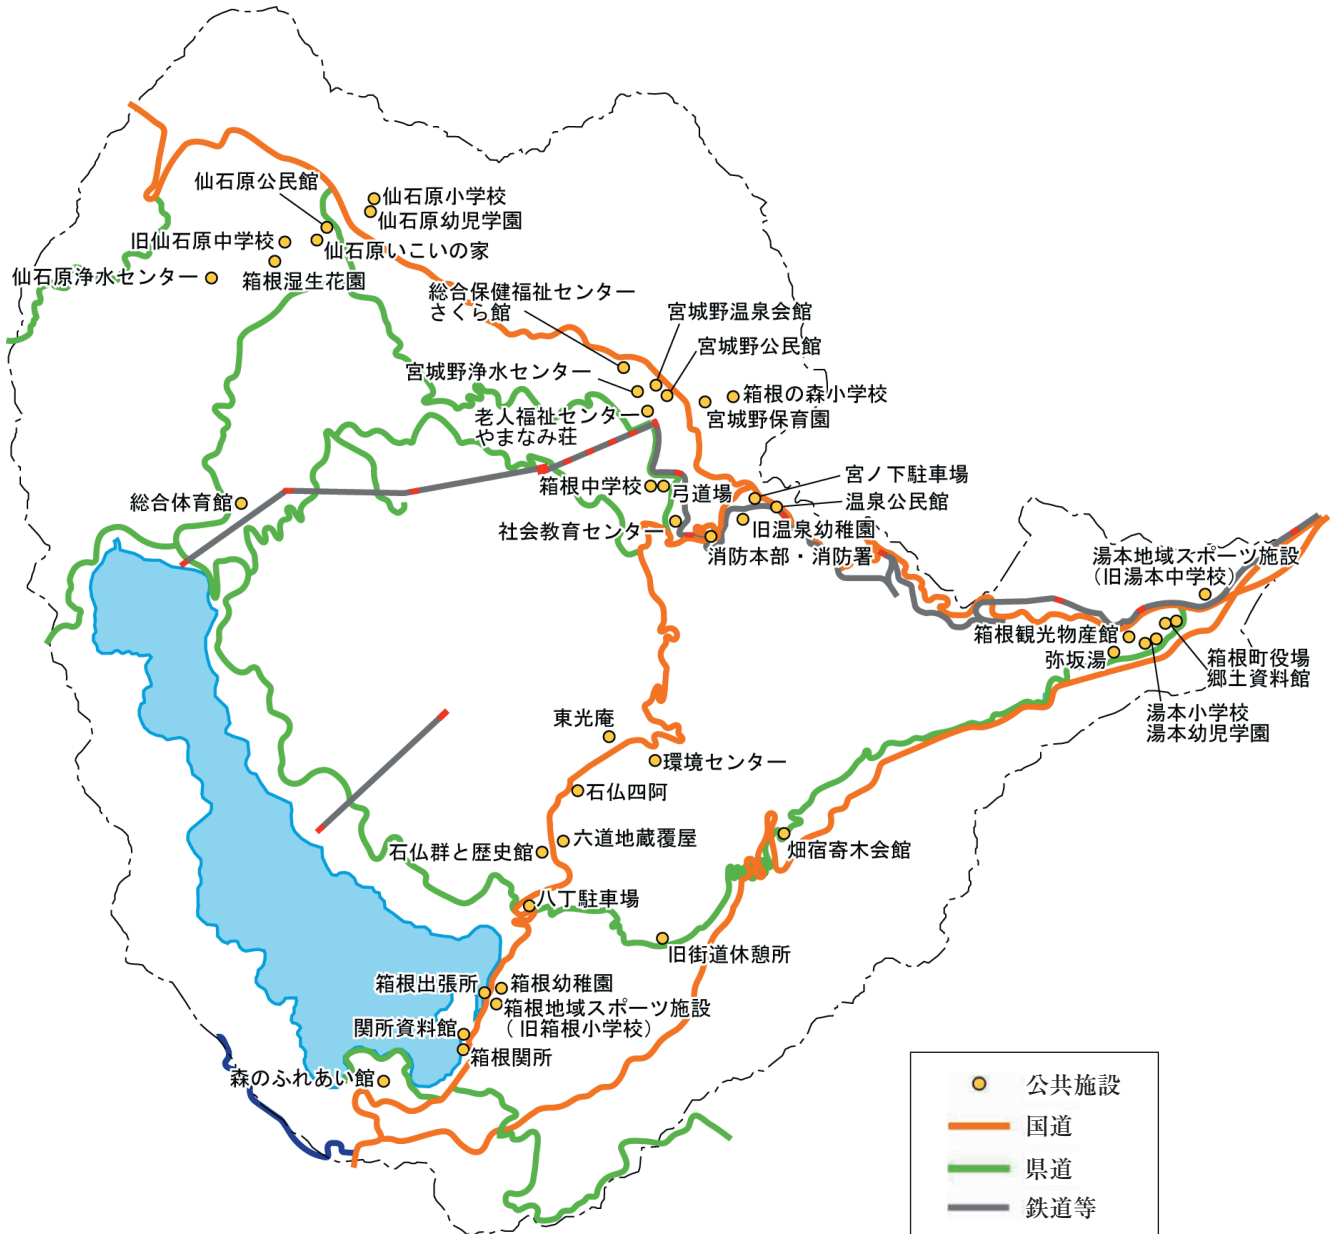 仙石原公民館
仙石原小学校
仙石原幼児学園
旧仙石原中学校
仙石原いこいの家
仙石原浄水センター
箱根湿生花園
総合保健福祉センター
さくら館
宮城野温泉会館
宮城野公民館
宮城野浄水センター
箱根の森小学校
宮城野保育園
老人福祉センター
やまなみ荘
宮ノ下駐車場
箱根中学校
弓道場
温泉公民館
総合体育館
社会教育センター
旧温泉幼稚園
消防本部・消防署
湯本地域スポーツ施設
（旧湯本中学校）
箱根観光物産館
弥坂湯
箱根町役場
郷土資料館
湯本小学校
湯本幼児学園
東光庵
環境センター
石仏四阿
六道地蔵覆屋
石仏群と歴史館
畑宿寄木会館
八丁駐車場
旧街道休憩所
箱根出張所
箱根幼稚園
箱根地域スポーツ施設
（旧箱根小学校）
関所資料館
箱根関所
森のふれあい館
公共施設
国道
県道
鉄道等